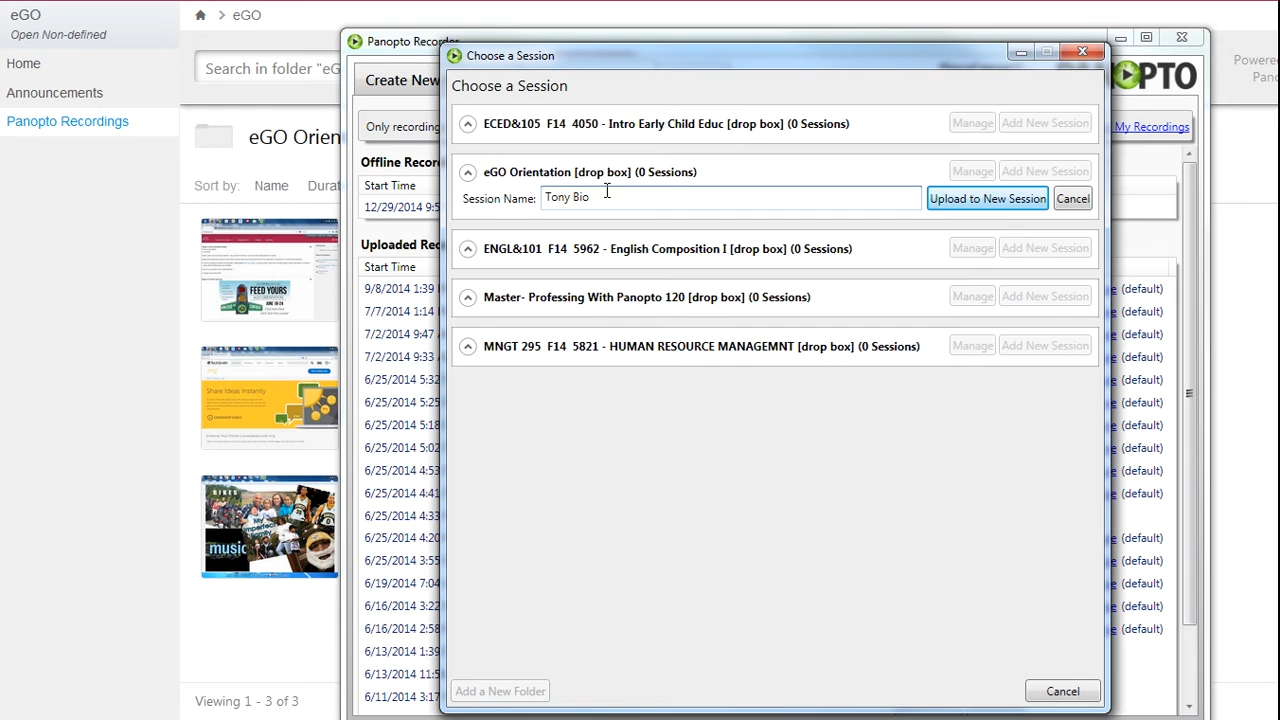 eGO
Open Non-defined
Home
Announcements
Panopto Recordings
eGO
Search in folder "eG
eGO Orien
Sort by: Name Durat
FEED YOURS
Share Ideas Instantly
BIKES
My
imperfect
family
music
Viewing 1 - 3 of 3
Powered
Pano
Panopto Recorder
Create New
PANOPTO
Only recording
My Recordings
Offline Recor
Start Time
12/29/2014 9:5
Uploaded Rec
9/8/2014 1:39 (default)
7/7/2014 1:14 (default)
7/2/2014 9:47 (default)
7/2/2014 9:33 (default)
6/25/2014 5:32 (default)
6/25/2014 5:25 (default)
6/25/2014 5:18 (default)
6/25/2014 5:02 (default)
6/25/2014 4:53 (default)
6/25/2014 4:41 (default)
6/25/2014 4:33
6/25/2014 4:20 (default)
6/25/2014 3:55 (default)
6/19/2014 7:04 (default)
6/16/2014 3:22 (default)
6/16/2014 2:58 (default)
6/13/2014 1:39
6/13/2014 11:5
6/11/2014 3:17
Choose a Session
Choose a Session
ECED&105 F14 4050 - Intro Early Child Educ [drop box] (0 Sessions) Manage Add New Session
eGO Orientation [drop box] (0 Sessions) Manage Add New Session
Session Name: Tony Bio Upload to New Session Cancel
ENGL&101 F14 5962 - English Composition I [drop box] (0 Sessions) Manage Add New Session
Master- Professing With Panopto 120 [drop box] (0 Sessions) Manage Add New Session
MNGT 295 F14 5821 - HUMAN RESOURCE MANAGMNT [drop box] (0 Sessions) Manage Add New Session
Add a New Folder Cancel